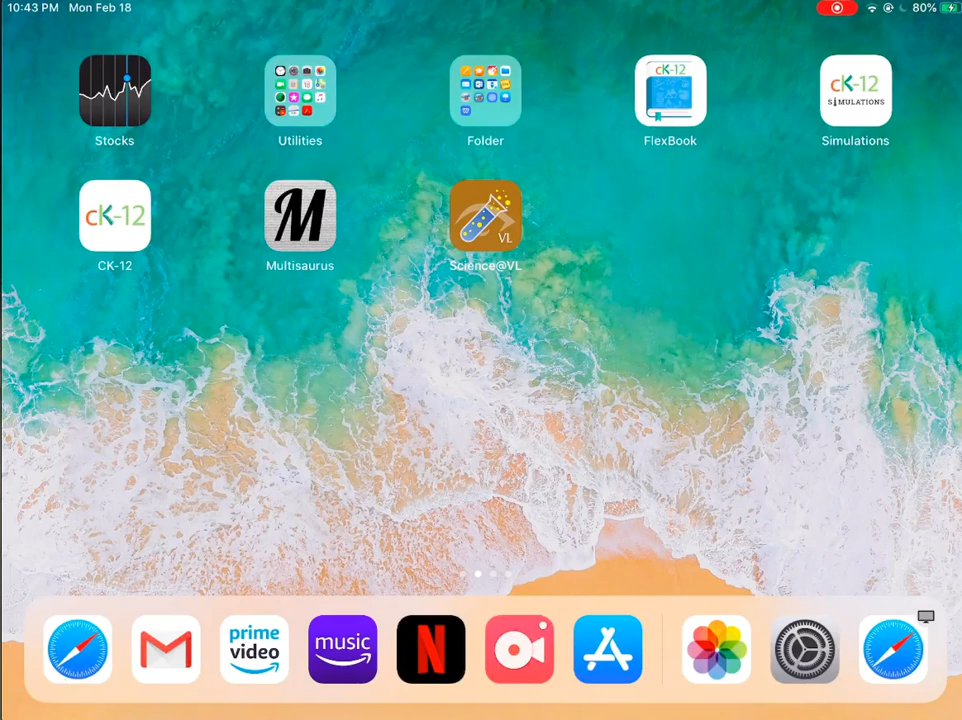 10:43 PM Mon Feb 18
80%
cK-12
cK-12
SIMULATIONS
Stocks
Utilities
Folder
FlexBook
Simulations
cK-12
M
VL
CK-12
Multisaurus
Science@VL
prime
video
music
N